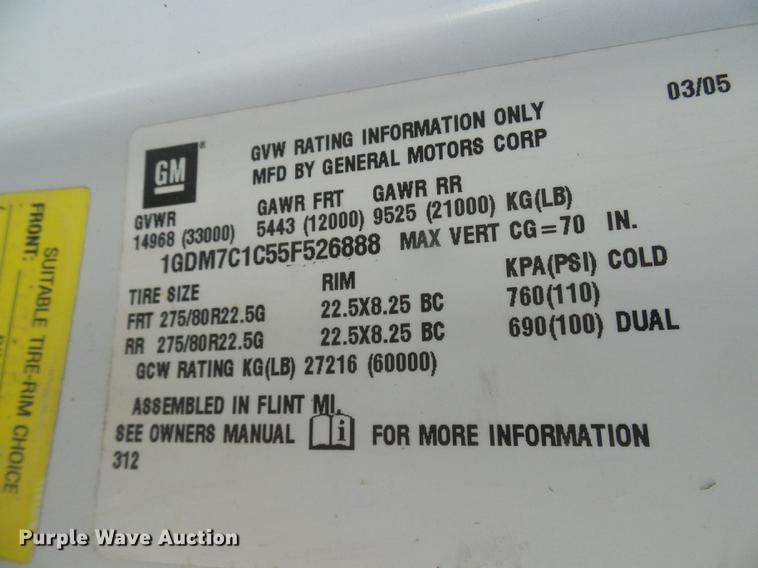 03/05
GM
GVW RATING INFORMATION ONLY
MFD BY GENERAL MOTORS CORP
GVWR GAWR FRT GAWR RR
14968 (33000) 5443 (12000) 9525 (21000) KG(LB)
1GDM7C1C55F526888 MAX VERT CG=70 IN.
TIRE SIZE RIM KPA(PSI) COLD
FRT 275/80R22.5G 22.5X8.25 BC 760(110)
RR 275/80R22.5G 22.5X8.25 BC 690(100) DUAL
GCW RATING KG(LB) 27216 (60000)
ASSEMBLED IN FLINT MI.
SEE OWNERS MANUAL i FOR MORE INFORMATION
312
SUITABLE TIRE-RIM CHOICE
FRONT:
Purple Wave Auction